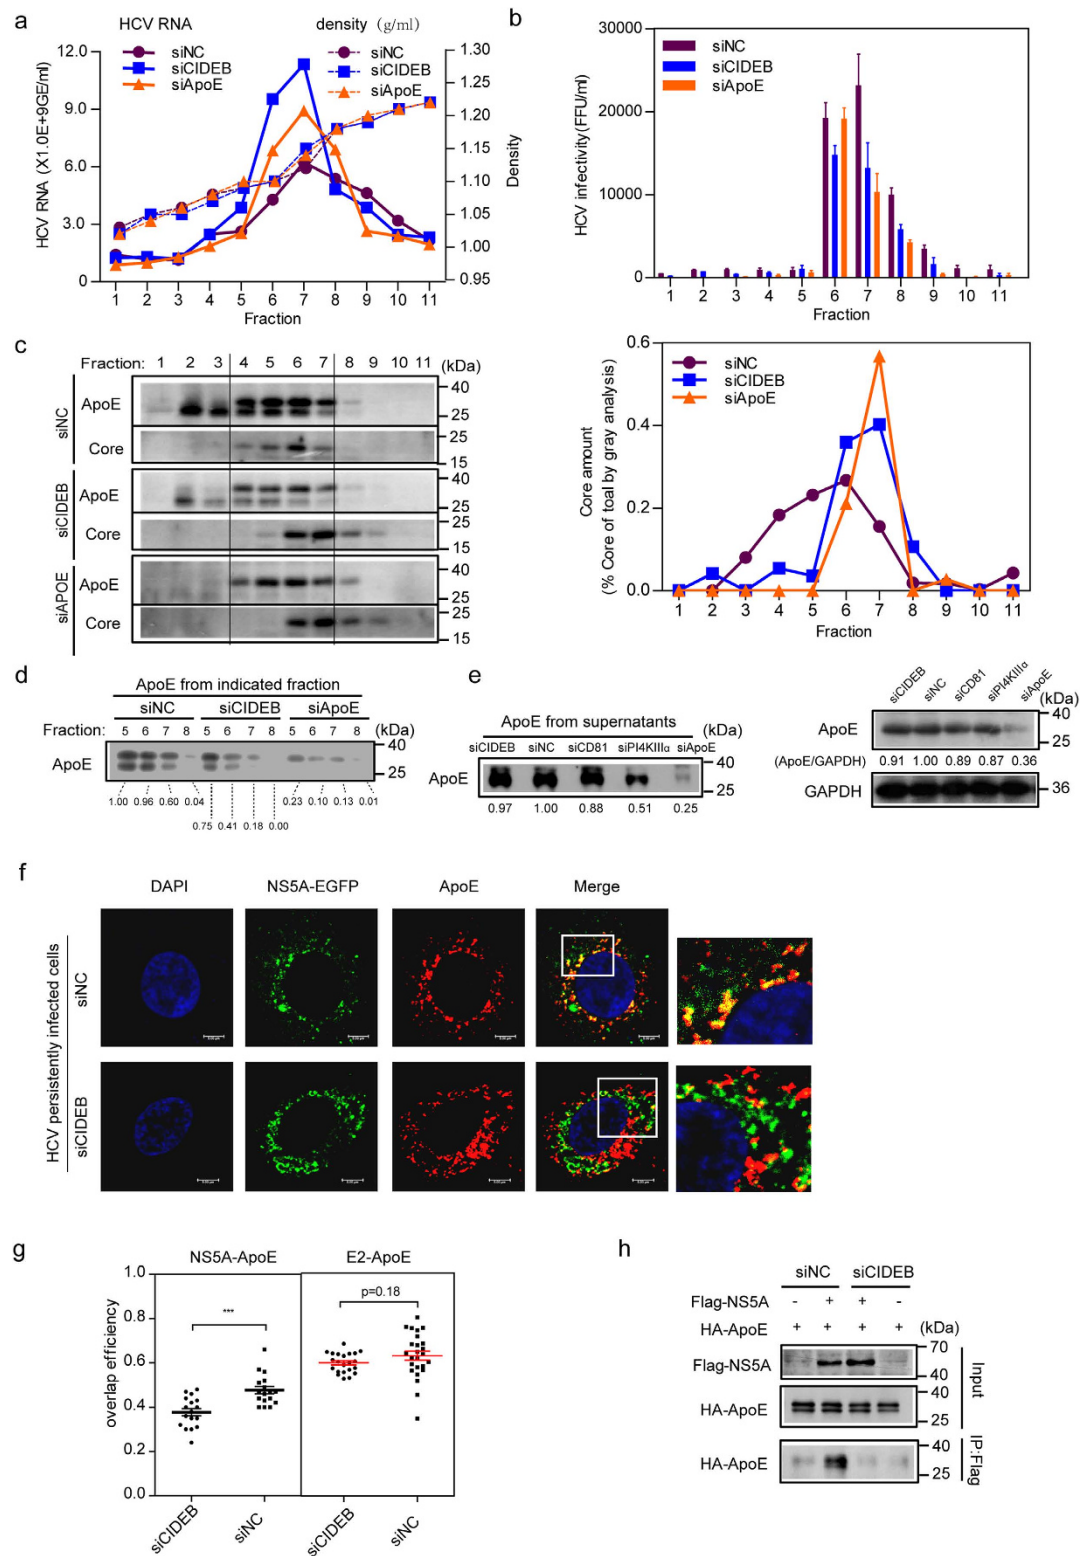 a
HCV RNA
density (g/ml)
siNC
siCIDEB
siApoE
siNC
siCIDEB
siApoE
12.0
9.0
6.0
3.0
0
HCV RNA (X1.0E+9GE/ml)
1.30
1.25
1.20
1.15
1.10
1.05
1.00
0.95
Density
1 2 3 4 5 6 7 8 9 10 11
Fraction
b
siNC
siCIDEB
siApoE
30000
20000
10000
0
HCV infectivity(FFU/ml)
1 2 3 4 5 6 7 8 9 10 11
Fraction
c
Fraction: 1 2 3 4 5 6 7 8 9 10 11 (kDa)
siNC
ApoE
40
25
Core
25
15
siCIDEB
ApoE
40
25
Core
25
15
siAPOE
ApoE
40
25
Core
25
15
siNC
siCIDEB
siApoE
0.6
0.4
0.2
0.0
Core amount
(% Core of toal by gray analysis)
1 2 3 4 5 6 7 8 9 10 11
Fraction
d
ApoE from indicated fraction
siNC siCIDEB siApoE
Fraction: 5 6 7 8 5 6 7 8 5 6 7 8 (kDa)
ApoE
40
25
1.00 0.96 0.60 0.04 0.23 0.10 0.13 0.01
0.75 0.41 0.18 0.00
e
ApoE from supernatants (kDa)
siCIDEB siNC siCD81 siPI4KIIIα siApoE
ApoE
40
25
0.97 1.00 0.88 0.51 0.25
siCIDEB siNC siCD81 siPI4KIIIα siApoE
(kDa)
ApoE
40
25
(ApoE/GAPDH) 0.91 1.00 0.89 0.87 0.36
GAPDH
36
f
DAPI NS5A-EGFP ApoE Merge
HCV persistently infected cells
siNC
siCIDEB
g
NS5A-ApoE E2-ApoE
1.0
0.8
0.6
0.4
0.2
0.0
overlap efficiency
***
p=0.18
siCIDEB siNC siCIDEB siNC
h
siNC siCIDEB
Flag-NS5A - + + -
HA-ApoE + + + + (kDa)
Flag-NS5A
70
40
HA-ApoE
40
25
Input
HA-ApoE
40
25
IP:Flag